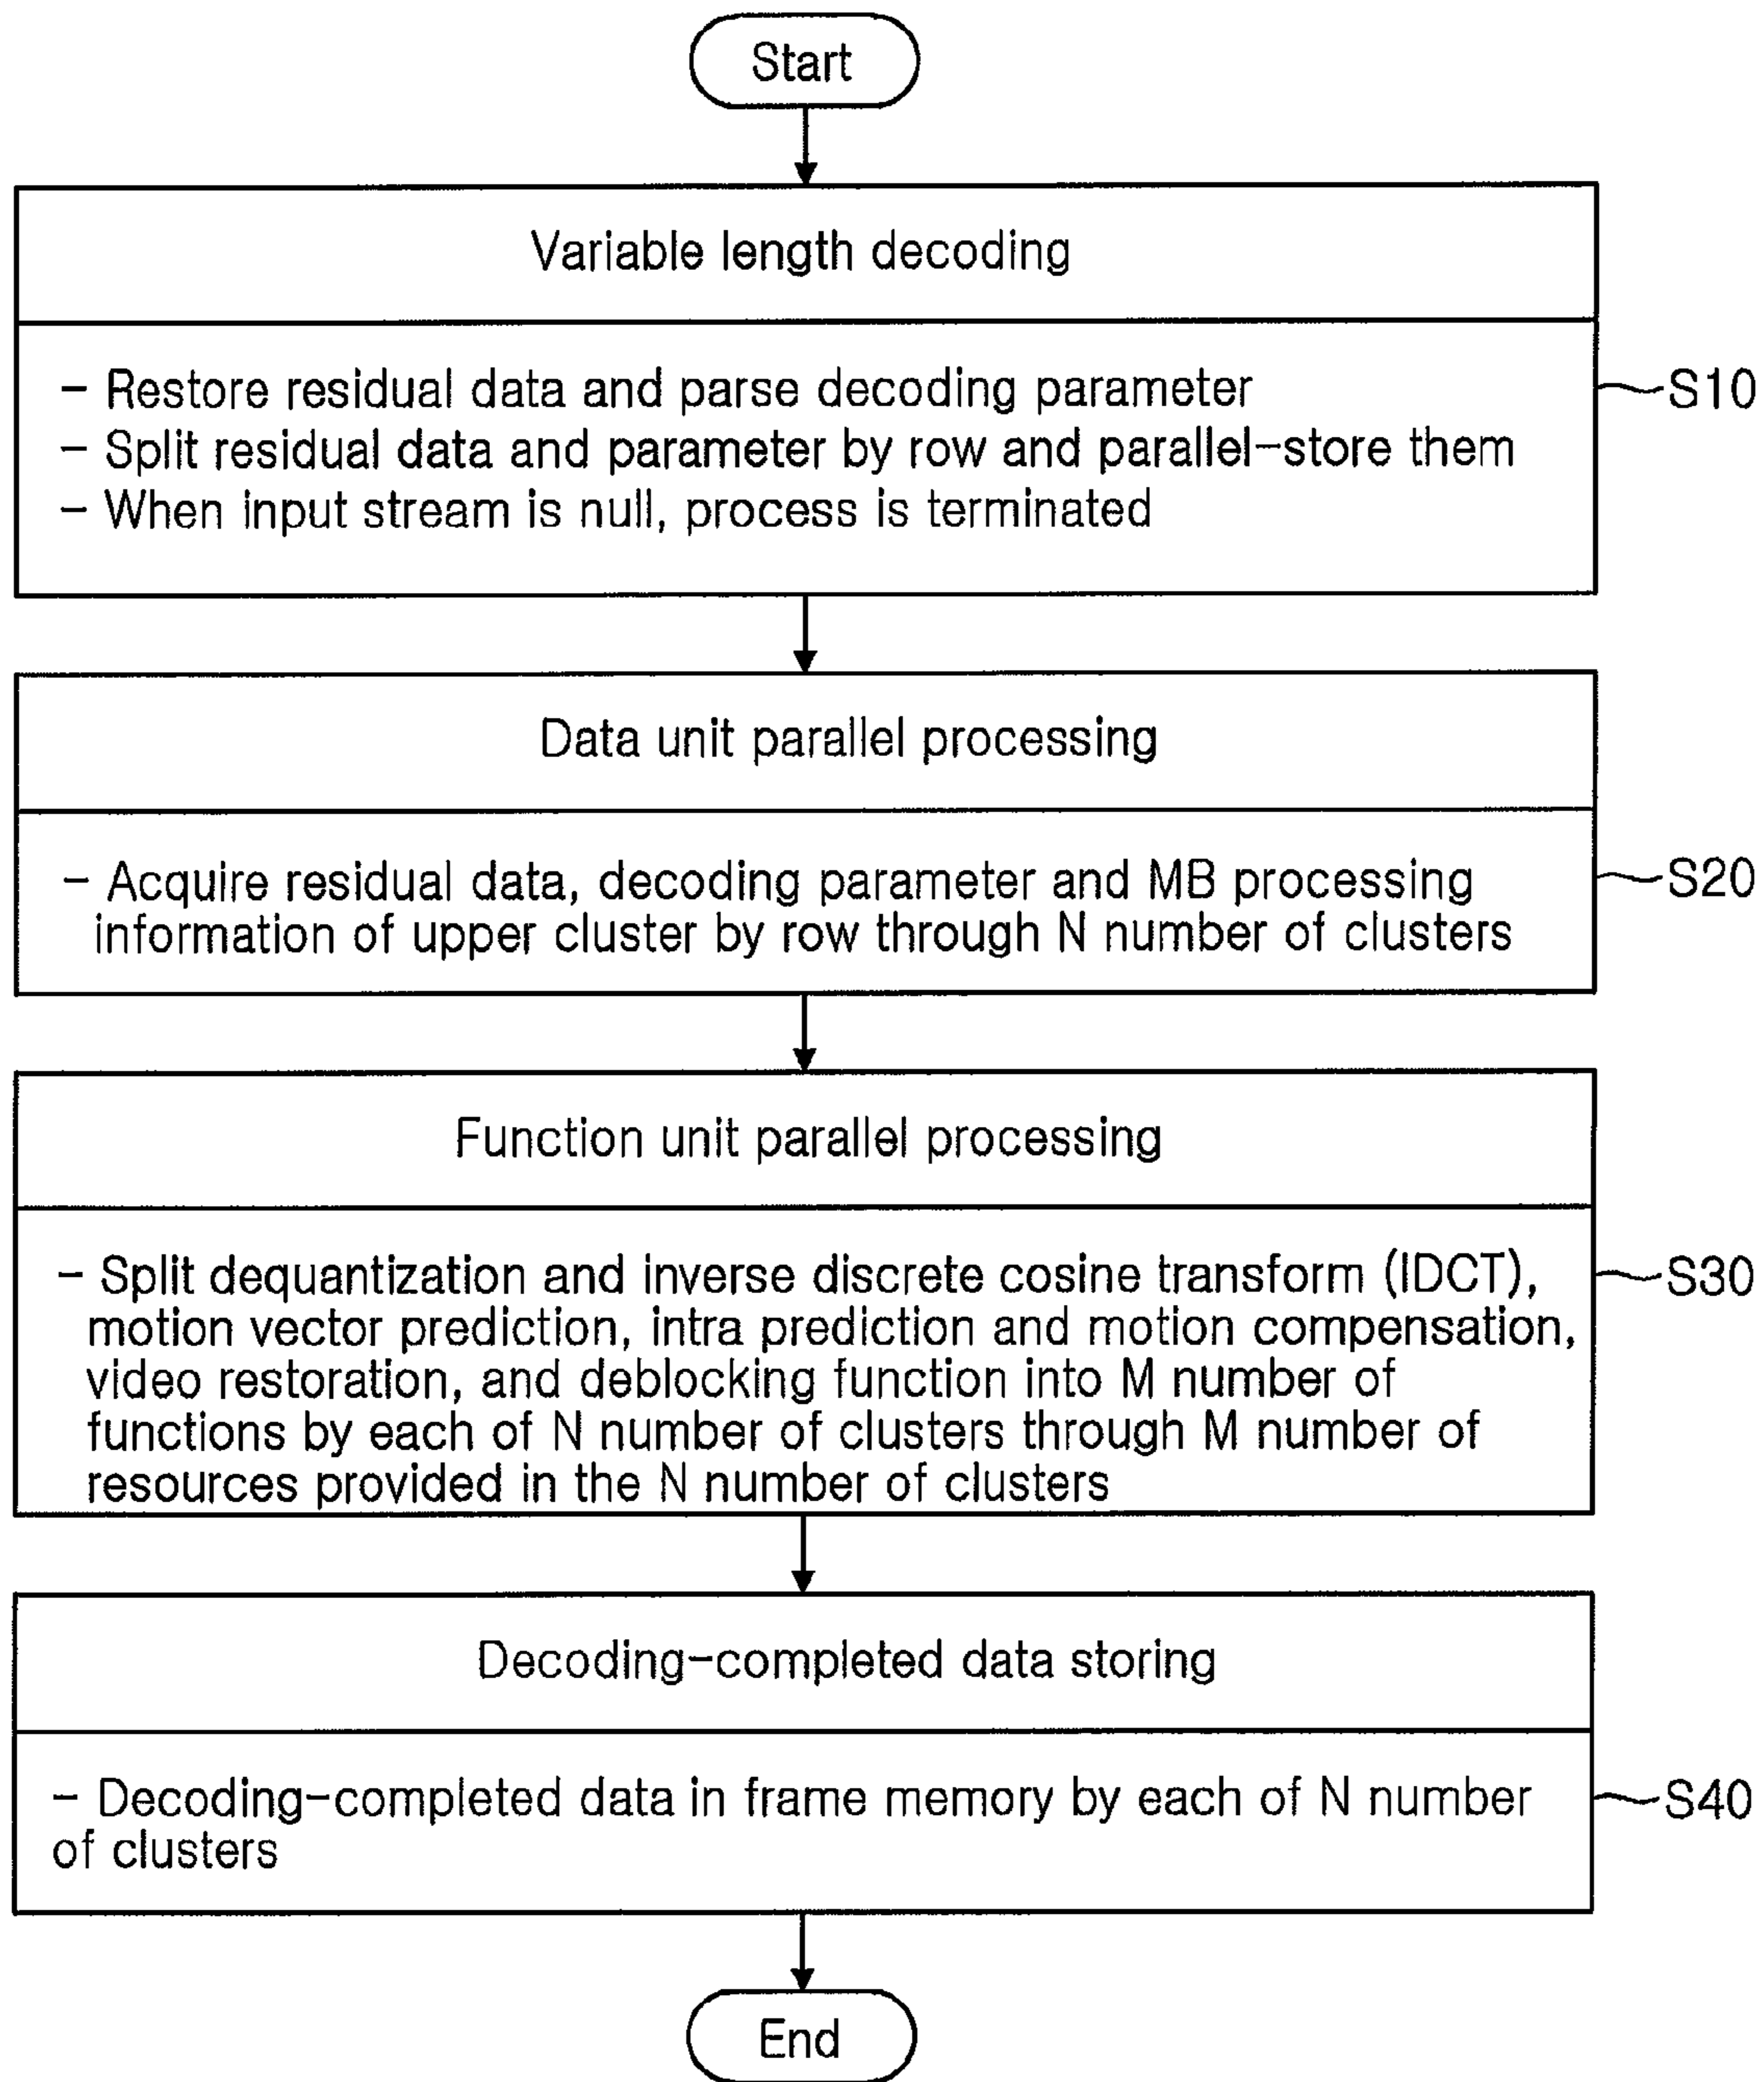 Start
Variable length decoding
- Restore residual data and parse decoding parameter
- Split residual data and parameter by row and parallel-store them
- When input stream is null, process is terminated
S10
Data unit parallel processing
- Acquire residual data, decoding parameter and MB processing
information of upper cluster by row through N number of clusters
S20
Function unit parallel processing
- Split dequantization and inverse discrete cosine transform (IDCT),
motion vector prediction, intra prediction and motion compensation,
video restoration, and deblocking function into M number of
functions by each of N number of clusters through M number of
resources provided in the N number of clusters
S30
Decoding-completed data storing
- Decoding-completed data in frame memory by each of N number
of clusters
S40
End